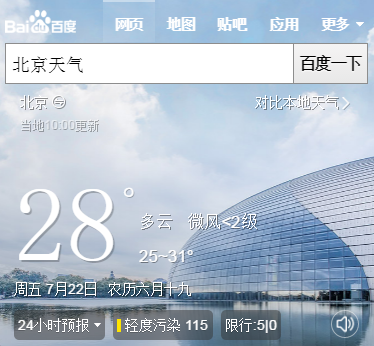 Bai 百度 网页 地图 贴吧 应用 更多
北京天气 百度一下
北京 对比本地天气
当地10:00更新
28°
多云 微风<2级
25~31°
周五 7月22日 农历六月十九
24小时预报 轻度污染 115 限行:5|0